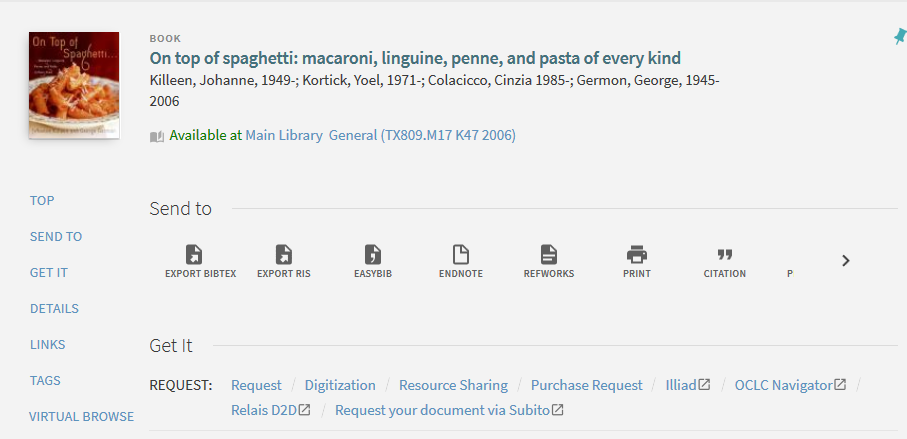 On Top of
Spaghetti...
BOOK
On top of spaghetti: macaroni, linguine, penne, and pasta of every kind
Killeen, Johanne, 1949-; Kortick, Yoel, 1971-; Colacicco, Cinzia 1985-; Germon, George, 1945-
2006
Available at Main Library General (TX809.M17 K47 2006)
TOP
SEND TO
GET IT
DETAILS
LINKS
TAGS
VIRTUAL BROWSE
Send to
EXPORT BIBTEX EXPORT RIS EASYBIB ENDNOTE REFWORKS PRINT CITATION P
Get It
REQUEST: Request / Digitization / Resource Sharing / Purchase Request / Illiad / OCLC Navigator /
Relais D2D / Request your document via Subito